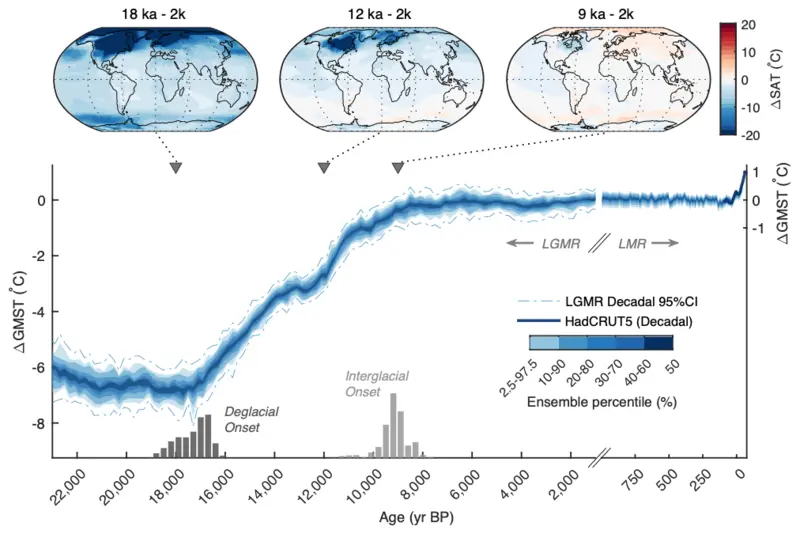 18 ka - 2k
12 ka - 2k
9 ka - 2k
20
10
0
-10
-20
ΔSAT (°C)
0
-2
-4
-6
-8
ΔGMST (°C)
1
0
-1
ΔGMST (°C)
LGMR
LMR
LGMR Decadal 95%CI
HadCRUT5 (Decadal)
2.5-97.5
10-90
20-80
30-70
40-60
50
Ensemble percentile (%)
Deglacial
Onset
Interglacial
Onset
22,000
20,000
18,000
16,000
14,000
12,000
10,000
8,000
6,000
4,000
2,000
750
500
250
0
Age (yr BP)